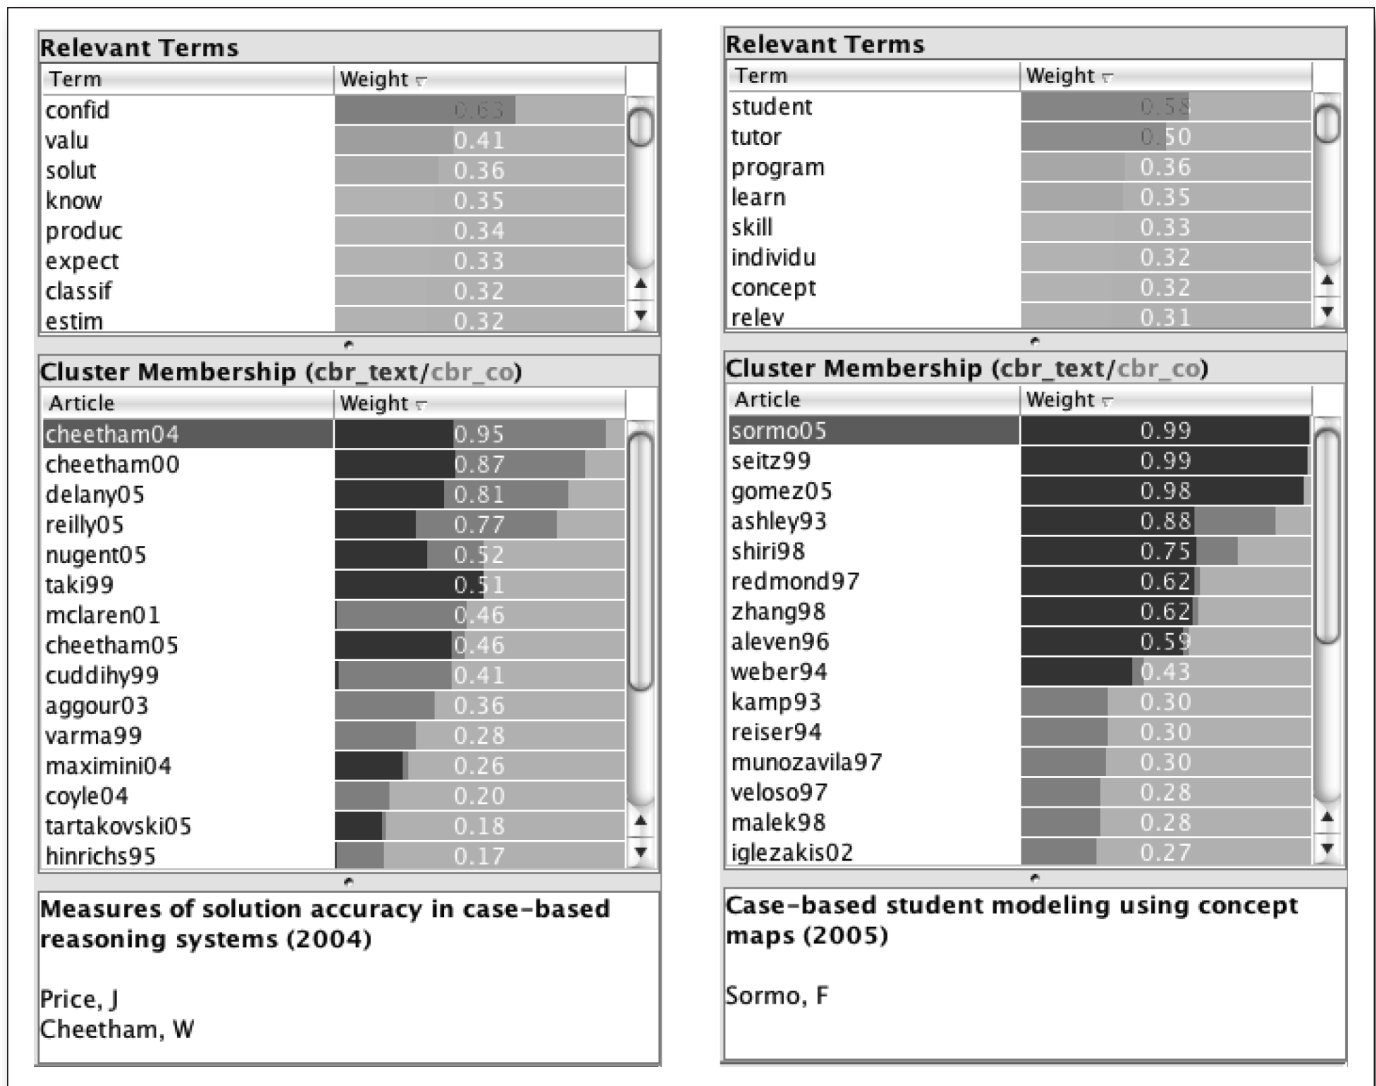 Relevant Terms
Term Weight
confid 0.63
valu 0.41
solut 0.36
know 0.35
produc 0.34
expect 0.33
classif 0.32
estim 0.32
Cluster Membership (cbr_text/cbr_co)
Article Weight
cheetham04 0.95
cheetham00 0.87
delany05 0.81
reilly05 0.77
nugent05 0.52
taki99 0.51
mclaren01 0.46
cheetham05 0.46
cuddihy99 0.41
aggour03 0.36
varma99 0.28
maximini04 0.26
coyle04 0.20
tartakovski05 0.18
hinrichs95 0.17
Measures of solution accuracy in case-based
reasoning systems (2004)
Price, J
Cheetham, W
Relevant Terms
Term Weight
student 0.58
tutor 0.50
program 0.36
learn 0.35
skill 0.33
individu 0.32
concept 0.32
relev 0.31
Cluster Membership (cbr_text/cbr_co)
Article Weight
sormo05 0.99
seitz99 0.99
gomez05 0.98
ashley93 0.88
shiri98 0.75
redmond97 0.62
zhang98 0.62
aleven96 0.59
weber94 0.43
kamp93 0.30
reiser94 0.30
munozavila97 0.30
veloso97 0.28
malek98 0.28
iglezakis02 0.27
Case-based student modeling using concept
maps (2005)
Sormo, F